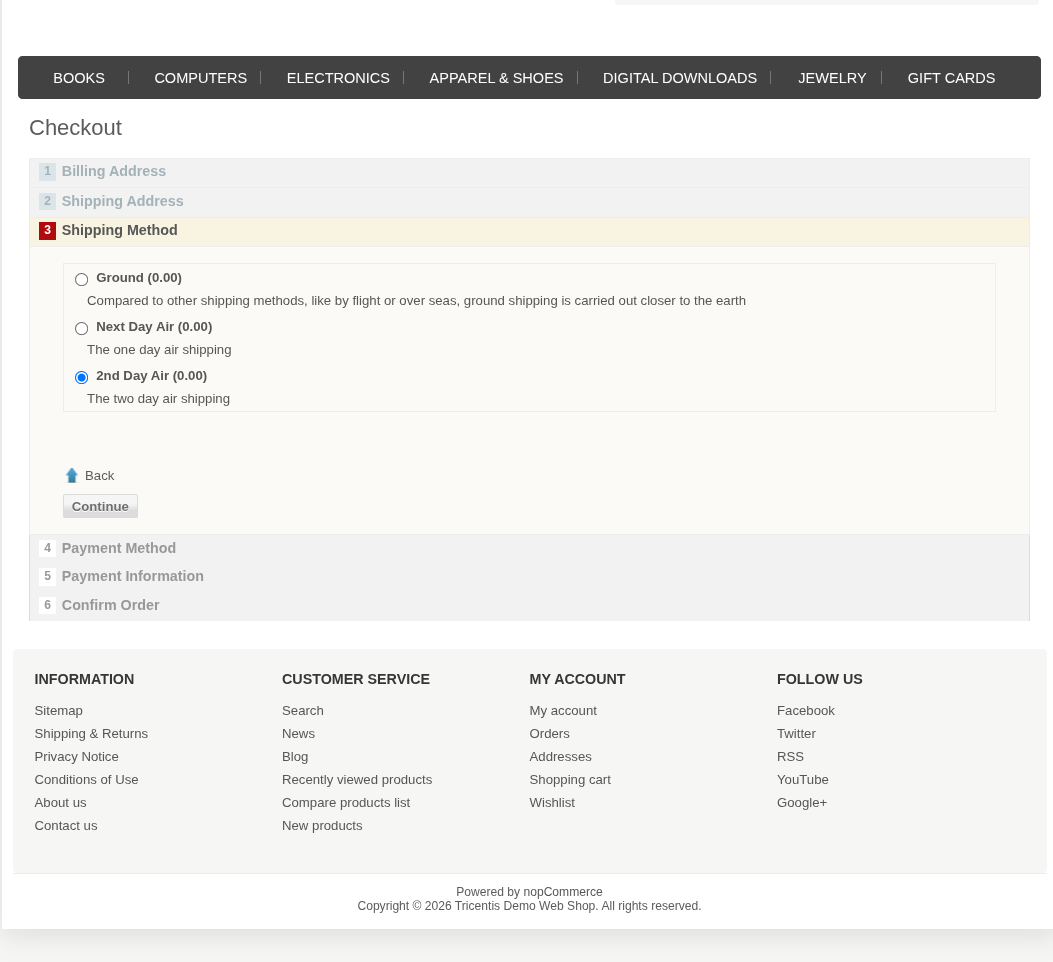 BOOKS COMPUTERS ELECTRONICS APPAREL & SHOES DIGITAL DOWNLOADS JEWELRY GIFT CARDS
Checkout
1 Billing Address
2 Shipping Address
3 Shipping Method
Ground (0.00)
Compared to other shipping methods, like by flight or over seas, ground shipping is carried out closer to the earth
Next Day Air (0.00)
The one day air shipping
2nd Day Air (0.00)
The two day air shipping
Back
Continue
4 Payment Method
5 Payment Information
6 Confirm Order
INFORMATION
Sitemap
Shipping & Returns
Privacy Notice
Conditions of Use
About us
Contact us
CUSTOMER SERVICE
Search
News
Blog
Recently viewed products
Compare products list
New products
MY ACCOUNT
My account
Orders
Addresses
Shopping cart
Wishlist
FOLLOW US
Facebook
Twitter
RSS
YouTube
Google+
Powered by nopCommerce
Copyright © 2026 Tricentis Demo Web Shop. All rights reserved.